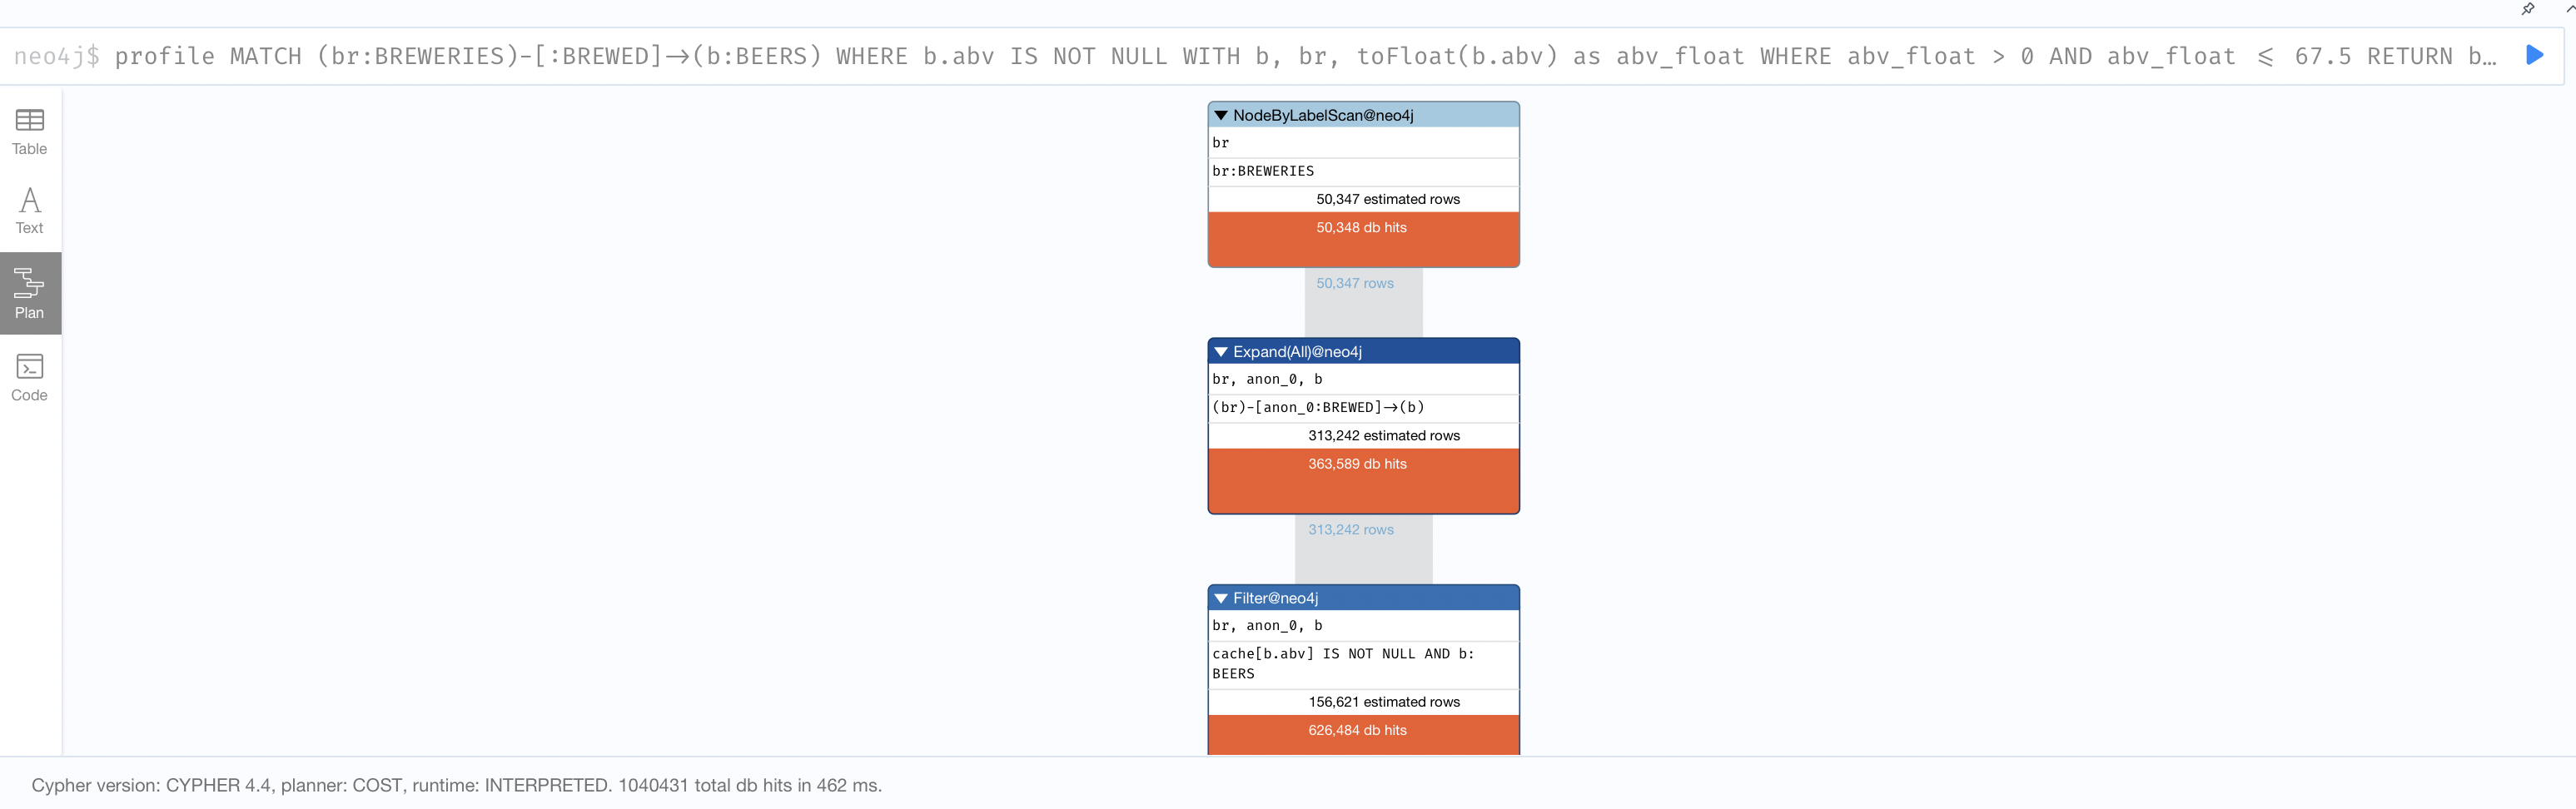 neo4j$ profile MATCH (br:BREWERIES)-[:BREWED]→(b:BEERS) WHERE b.abv IS NOT NULL WITH b, br, toFloat(b.abv) as abv_float WHERE abv_float > 0 AND abv_float ⩽ 67.5 RETURN b…
Table
Text
Plan
Code
NodeByLabelScan@neo4j
br
br:BREWERIES
50,347 estimated rows
50,348 db hits
50,347 rows
Expand(All)@neo4j
br, anon_0, b
(br)-[anon_0:BREWED]→(b)
313,242 estimated rows
363,589 db hits
313,242 rows
Filter@neo4j
br, anon_0, b
cache[b.abv] IS NOT NULL AND b:
BEERS
156,621 estimated rows
626,484 db hits
Cypher version: CYPHER 4.4, planner: COST, runtime: INTERPRETED. 1040431 total db hits in 462 ms.